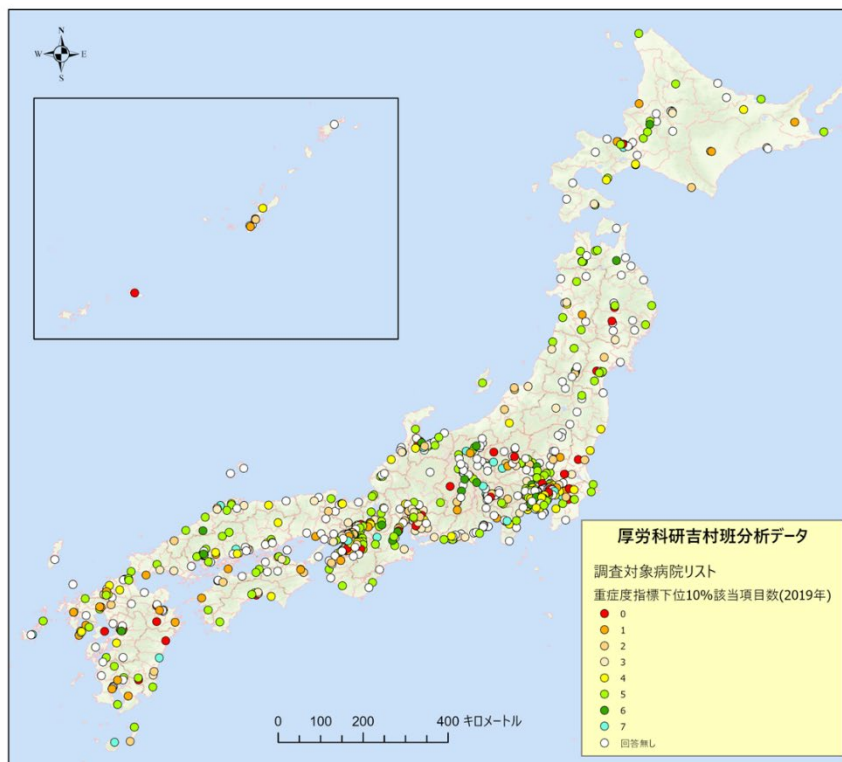 N
W E
S
厚労科研吉村班分析データ
調査対象病院リスト
重症度指標下位10%該当項目数(2019年)
0
1
2
3
4
5
6
7
回答無し
0 100 200 400 キロメートル